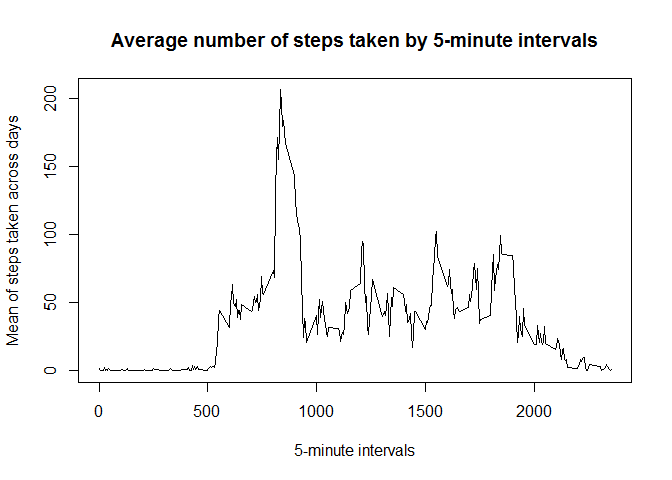 Average number of steps taken by 5-minute intervals
Mean of steps taken across days
200
150
100
50
0
0 500 1000 1500 2000
5-minute intervals